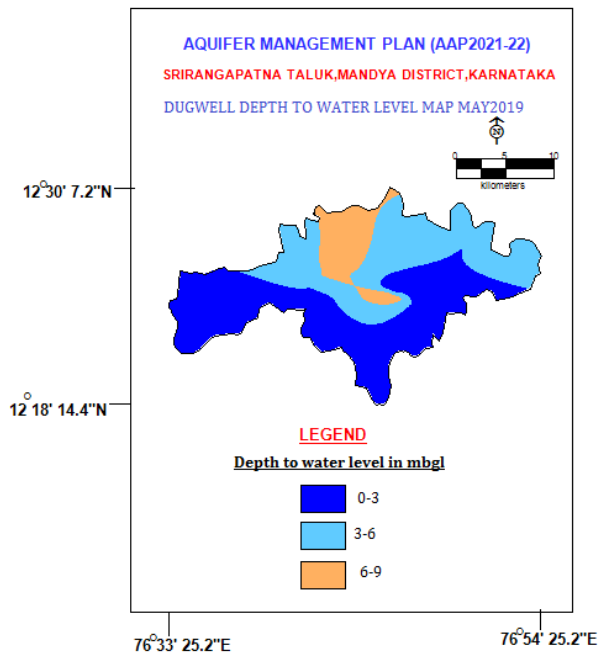 AQUIFER MANAGEMENT PLAN (AAP2021-22)
SRIRANGAPATNA TALUK,MANDYA DISTRICT,KARNATAKA
DUGWELL DEPTH TO WATER LEVEL MAP MAY2019
N
0 5 10
kilometers
12° 30' 7.2"N
12° 18' 14.4"N
LEGEND
Depth to water level in mbgl
0-3
3-6
6-9
76° 33' 25.2"E
76° 54' 25.2"E